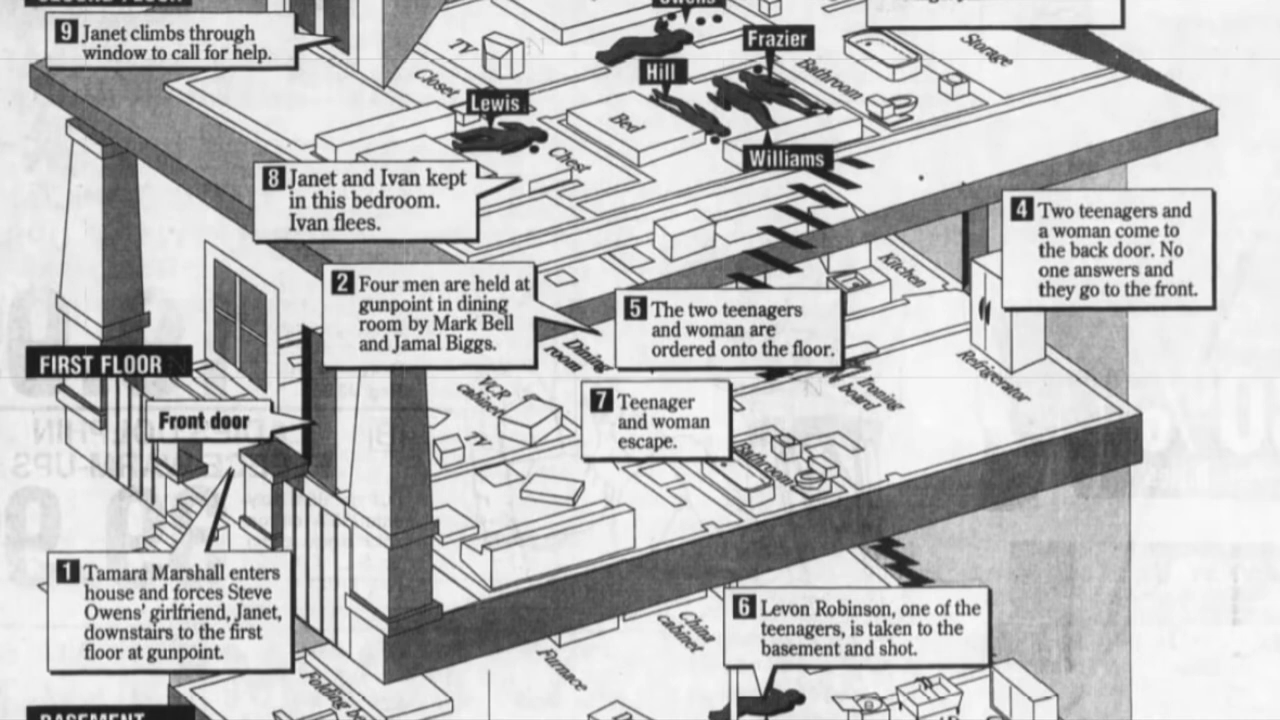 SECOND FLOOR
9 Janet climbs through
window to call for help.
Owens
Frazier
Hill
Lewis
Williams
TV
Closet
Bed
Chest
Bathroom
Storage
8 Janet and Ivan kept
in this bedroom.
Ivan flees.
4 Two teenagers and
a woman come to
the back door. No
one answers and
they go to the front.
2 Four men are held at
gunpoint in dining
room by Mark Bell
and Jamal Biggs.
5 The two teenagers
and woman are
ordered onto the floor.
Kitchen
FIRST FLOOR
Dining
room
Ironing
board
Refrigerator
VCR
cabinet
TV
Front door
7 Teenager
and woman
escape.
Bathroom
1 Tamara Marshall enters
house and forces Steve
Owens' girlfriend, Janet,
downstairs to the first
floor at gunpoint.
6 Levon Robinson, one of the
teenagers, is taken to the
basement and shot.
China
cabinet
Furnace
Folding
BASEMENT